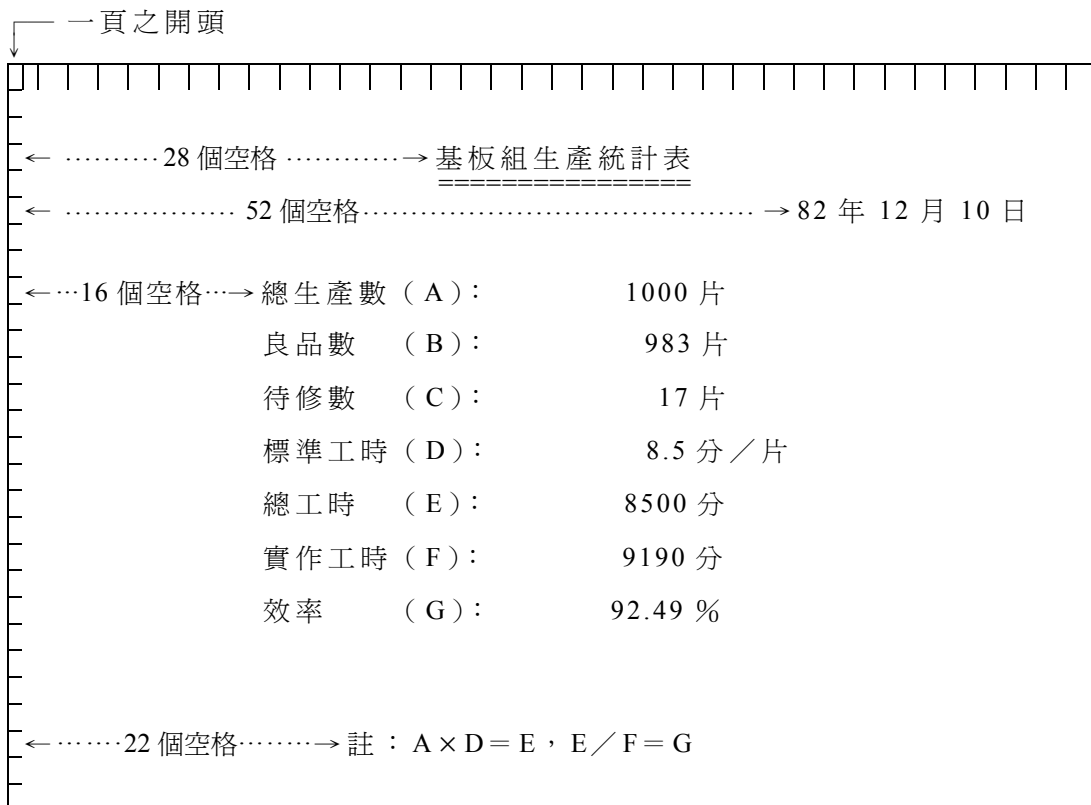 一頁之開頭
← ‥‥‥‥‥28 個空格 ‥‥‥‥‥‥→ 基板組生產統計表
================
← ‥‥‥‥‥‥‥‥‥ 52 個空格‥‥‥‥‥‥‥‥‥‥‥‥‥‥‥‥‥‥‥‥‥ → 82 年 12 月 10 日
←…16 個空格…→ 總生產數（A）： 1000 片
良品數 （B）： 983 片
待修數 （C）： 17 片
標準工時（D）： 8.5 分／片
總工時 （E）： 8500 分
實作工時（F）： 9190 分
效率 （G）： 92.49 ％
←‥‥‥‥22 個空格‥‥‥‥→ 註：A×D＝E，E／F＝G